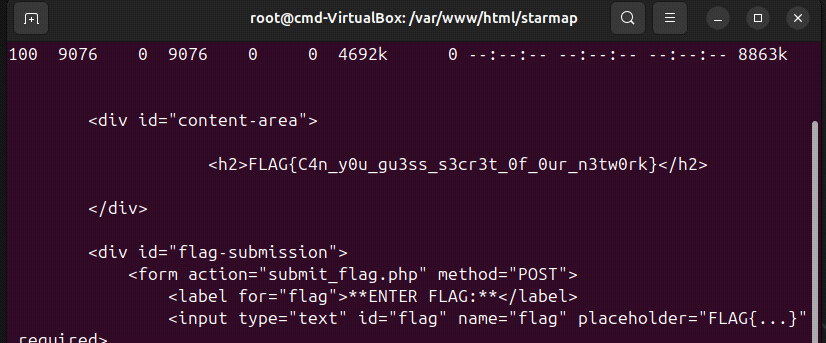 root@cmd-VirtualBox: /var/www/html/starmap
100  9076    0  9076    0     0  4692k      0 --:--:-- --:--:-- --:--:-- 8863k
<div id="content-area">
<h2>FLAG{C4n_y0u_gu3ss_s3cr3t_0f_0ur_n3tw0rk}</h2>
</div>
<div id="flag-submission">
<form action="submit_flag.php" method="POST">
<label for="flag">**ENTER FLAG:**</label>
<input type="text" id="flag" name="flag" placeholder="FLAG{...}"
required>